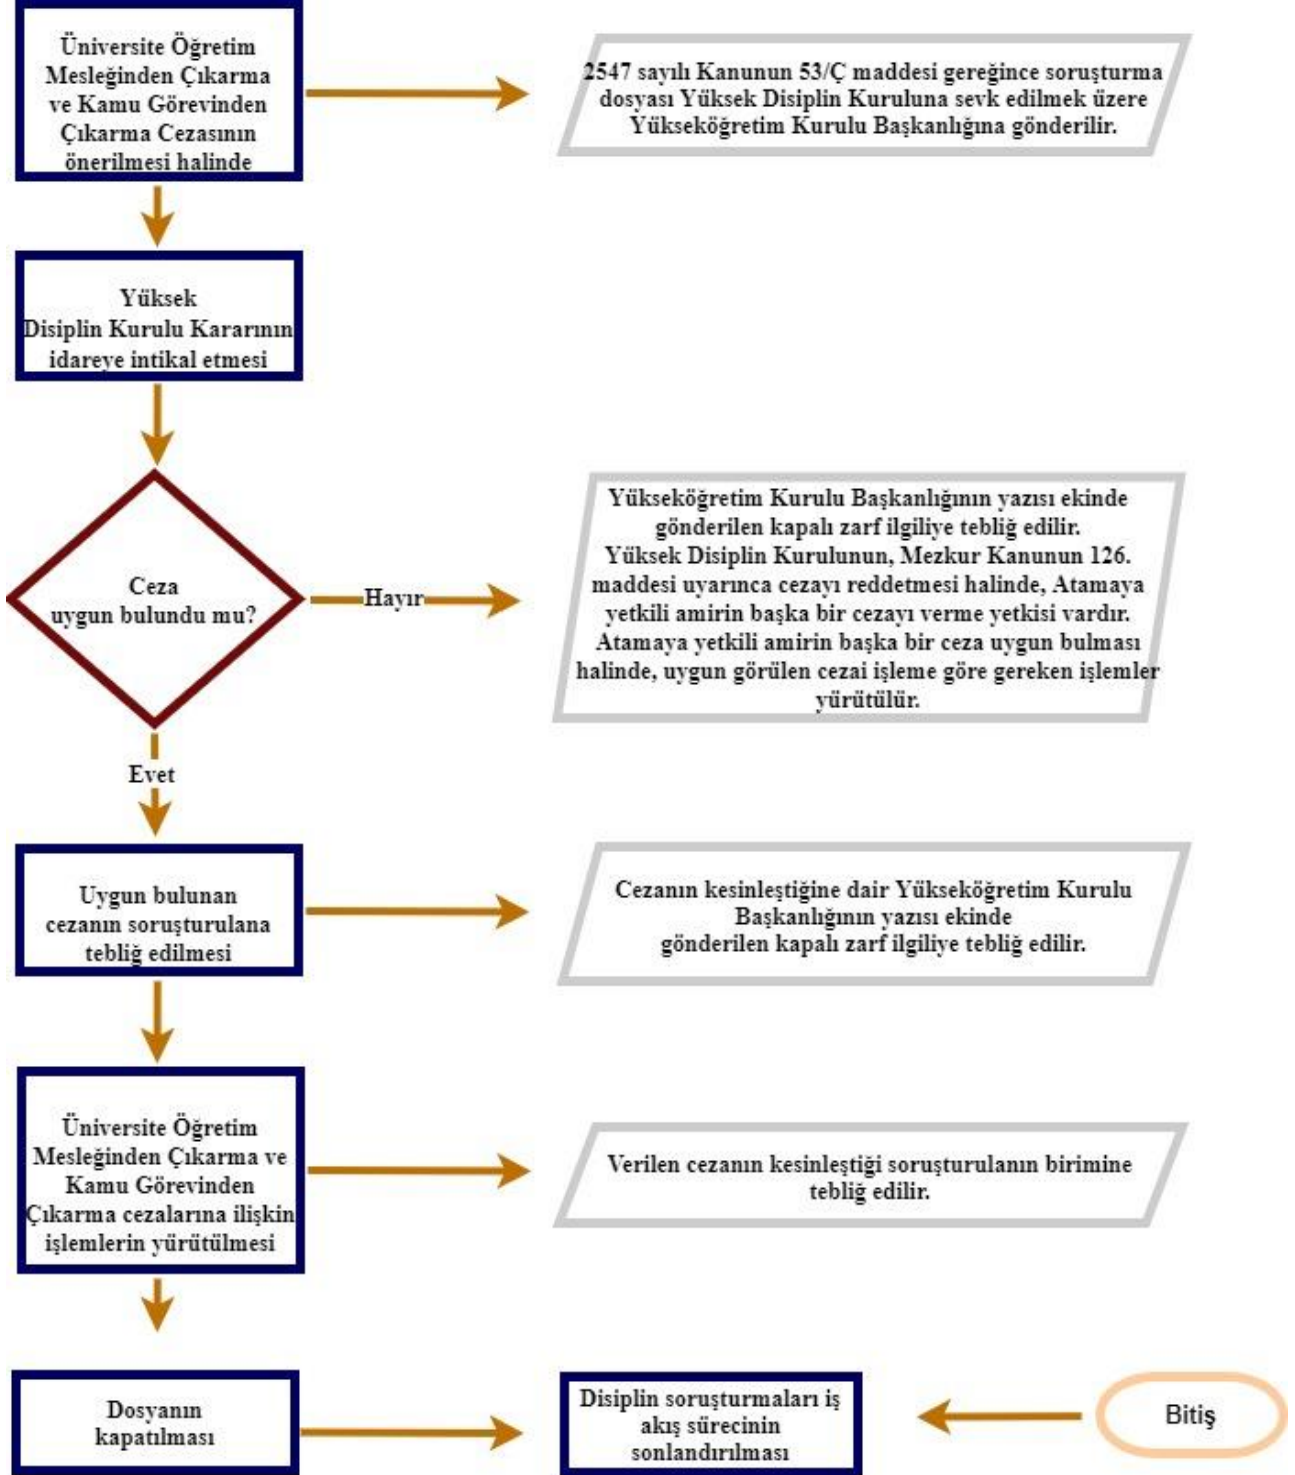 Üniversite Öğretim
Mesleğinden Çıkarma
ve Kamu Görevinden
Çıkarma Cezasının
önerilmesi halinde
2547 sayılı Kanunun 53/Ç maddesi gereğince soruşturma
dosyası Yüksek Disiplin Kuruluna sevk edilmek üzere
Yükseköğretim Kurulu Başkanlığına gönderilir.
Yüksek
Disiplin Kurulu Kararının
idareye intikal etmesi
Ceza
uygun bulundu mu?
Hayır
Yükseköğretim Kurulu Başkanlığının yazısı ekinde
gönderilen kapalı zarf ilgiliye tebliğ edilir.
Yüksek Disiplin Kurulunun, Mezkur Kanunun 126.
maddesi uyarınca cezayı reddetmesi halinde, Atamaya
yetkili amirin başka bir cezayı verme yetkisi vardır.
Atamaya yetkili amirin başka bir ceza uygun bulması
halinde, uygun görülen cezai işleme göre gereken işlemler
yürütülür.
Evet
Uygun bulunan
cezanın soruşturulana
tebliğ edilmesi
Cezanın kesinleştiğine dair Yükseköğretim Kurulu
Başkanlığının yazısı ekinde
gönderilen kapalı zarf ilgiliye tebliğ edilir.
Üniversite Öğretim
Mesleğinden Çıkarma ve
Kamu Görevinden
Çıkarma cezalarına ilişkin
işlemlerin yürütülmesi
Verilen cezanın kesinleştiği soruşturulanın birimine
tebliğ edilir.
Dosyanın
kapatılması
Disiplin soruşturmaları iş
akış sürecinin
sonlandırılması
Bitiş